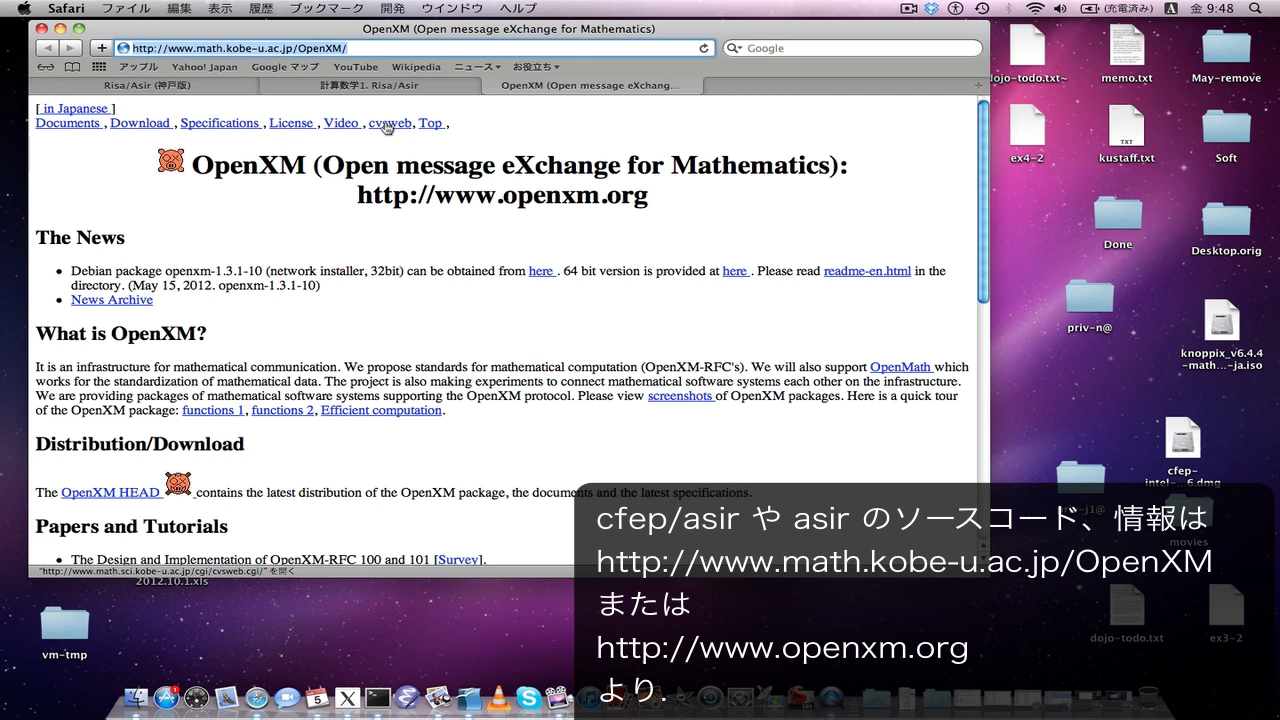 Safari ファイル 編集 表示 履歴 ブックマーク 開発 ウインドウ ヘルプ (充電済み) A 金 9:48
OpenXM (Open message eXchange for Mathematics)
http://www.math.kobe-u.ac.jp/OpenXM/ Google
アップル Yahoo! Japan Google マップ YouTube Wikipedia ニュース お役立ち
Risa/Asir (神戸版) 計算数学1. Risa/Asir OpenXM (Open message eXchang...
[ in Japanese ]
Documents , Download , Specifications , License , Video , cvsweb, Top ,
OpenXM (Open message eXchange for Mathematics):
http://www.openxm.org
The News
• Debian package openxm-1.3.1-10 (network installer, 32bit) can be obtained from here . 64 bit version is provided at here . Please read readme-en.html in the
directory. (May 15, 2012. openxm-1.3.1-10)
• News Archive
What is OpenXM?
It is an infrastructure for mathematical communication. We propose standards for mathematical computation (OpenXM-RFC's). We will also support OpenMath which
works for the standardization of mathematical data. The project is also making experiments to connect mathematical software systems each other on the infrastructure.
We are providing packages of mathematical software systems supporting the OpenXM protocol. Please view screenshots of OpenXM packages. Here is a quick tour
of the OpenXM package: functions 1, functions 2, Efficient computation.
Distribution/Download
The OpenXM HEAD contains the latest distribution of the OpenXM package, the documents and the latest specifications.
Papers and Tutorials
• The Design and Implementation of OpenXM-RFC 100 and 101 [Survey].
"http://www.math.sci.kobe-u.ac.jp/cgi/cvsweb.cgi/" を開く
2012.10.1.xls
vm-tmp
dojo-todo.txt~
memo.txt
May-remove
ex4-2
TXT
kustaff.txt
Soft
Done
Desktop.orig
priv-n@
knoppix_v6.4.4
-math...-ja.iso
cfep-
intel-...6.dmg
movies
dojo-todo.txt
ex3-2
cfep/asir や asir のソースコード、情報は
http://www.math.kobe-u.ac.jp/OpenXM
または
http://www.openxm.org
より.